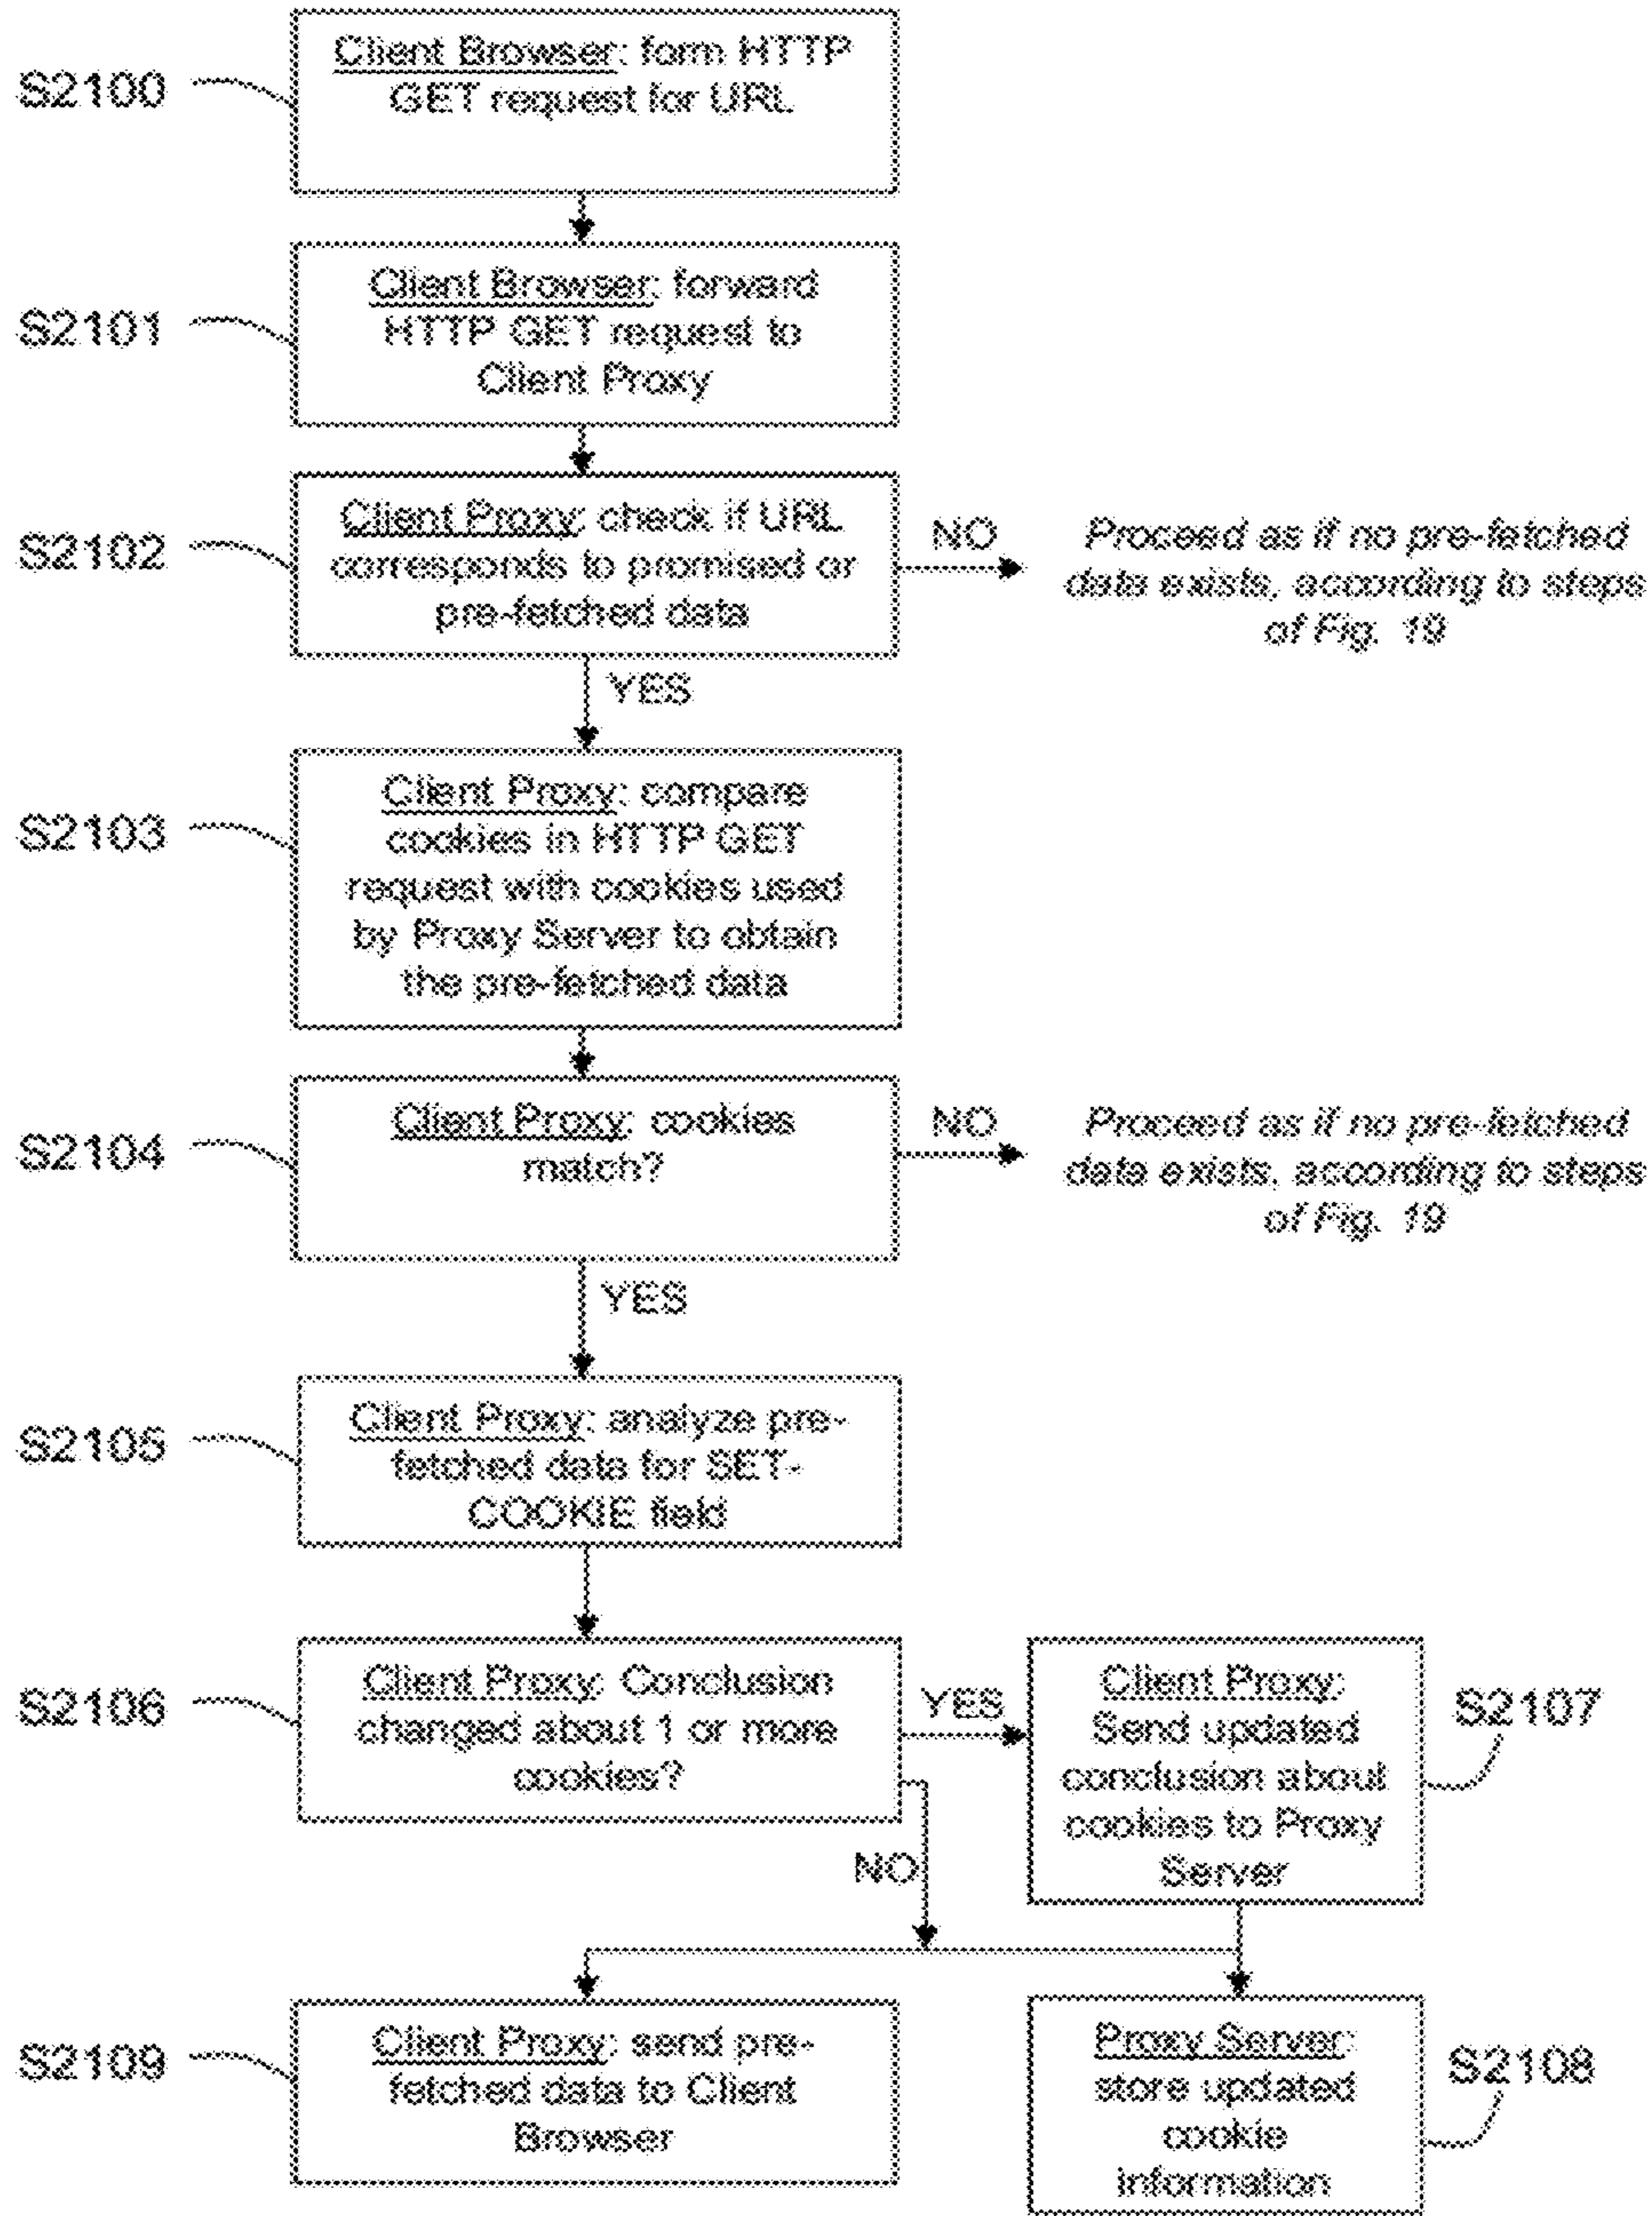 S2100
Client Browser: form HTTP
GET request for URL
S2101
Client Browser: forward
HTTP GET request to
Client Proxy
S2102
Client Proxy: check if URL
corresponds to promised or
pre-fetched data
NO
Proceed as if no pre-fetched
data exists, according to steps
of Fig. 19
YES
S2103
Client Proxy: compare
cookies in HTTP GET
request with cookies used
by Proxy Server to obtain
the pre-fetched data
S2104
Client Proxy: cookies
match?
NO
Proceed as if no pre-fetched
data exists, according to steps
of Fig. 19
YES
S2105
Client Proxy: analyze pre-
fetched data for SET-
COOKIE field
S2106
Client Proxy: Conclusion
changed about 1 or more
cookies?
YES
NO
S2107
Client Proxy:
Send updated
conclusion about
cookies to Proxy
Server
S2109
Client Proxy: send pre-
fetched data to Client
Browser
S2108
Proxy Server:
store updated
cookie
information